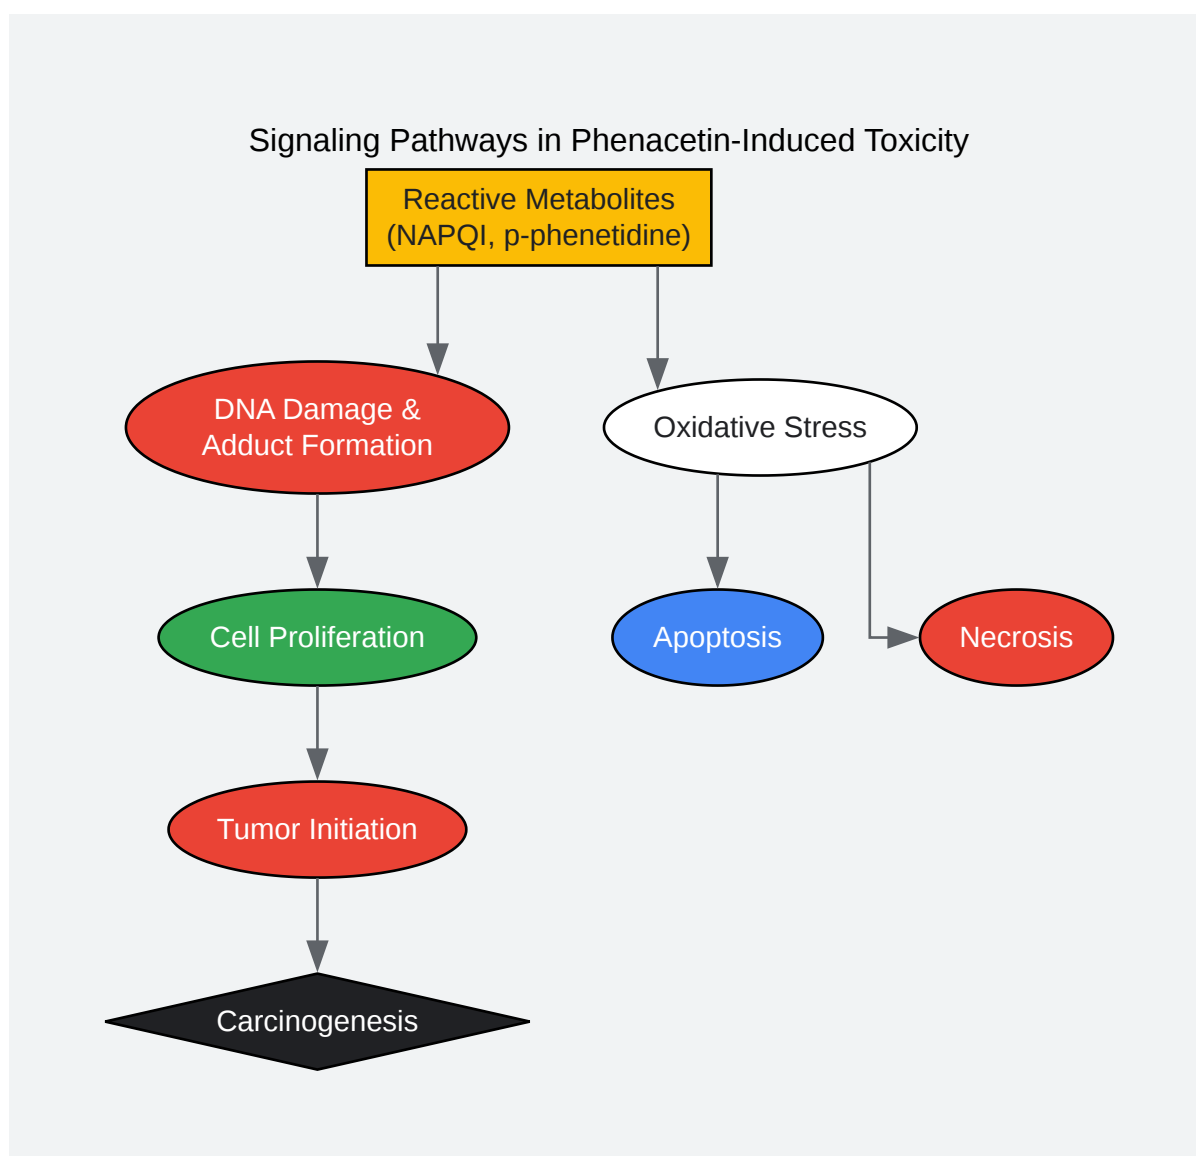 Signaling Pathways in Phenacetin-Induced Toxicity
Reactive Metabolites
(NAPQI, p-phenetidine)
DNA Damage &
Adduct Formation
Oxidative Stress
Cell Proliferation
Apoptosis
Necrosis
Tumor Initiation
Carcinogenesis